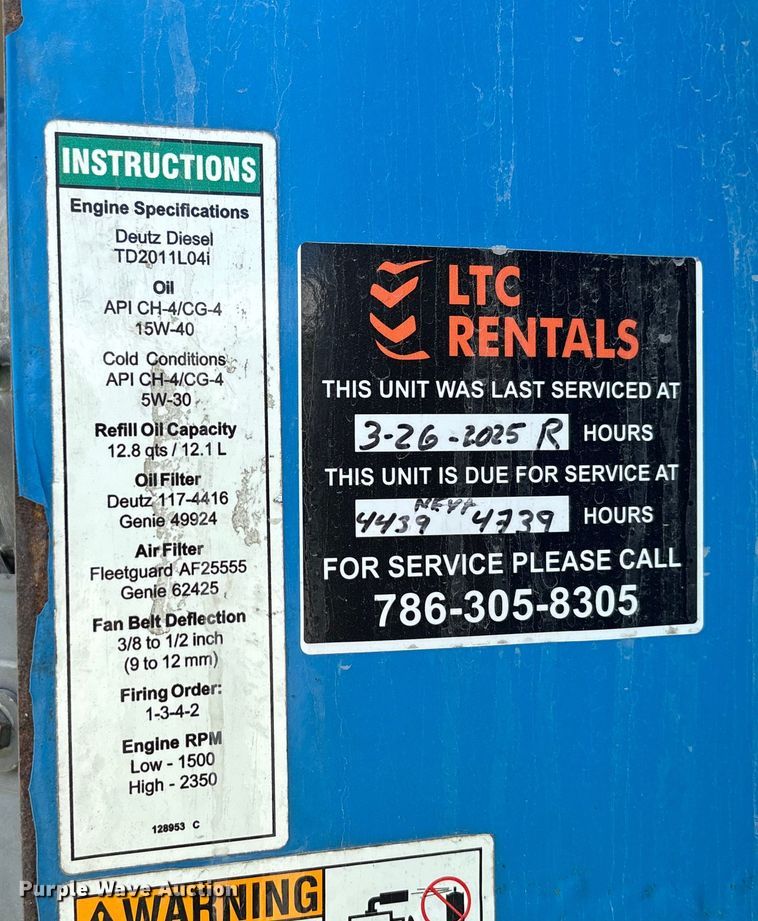 INSTRUCTIONS
Engine Specifications
Deutz Diesel
TD2011L04i
Oil
API CH-4/CG-4
15W-40
Cold Conditions
API CH-4/CG-4
5W-30
Refill Oil Capacity
12.8 qts / 12.1 L
Oil Filter
Deutz 117-4416
Genie 49924
Air Filter
Fleetguard AF25555
Genie 62425
Fan Belt Deflection
3/8 to 1/2 inch
(9 to 12 mm)
Firing Order:
1-3-4-2
Engine RPM
Low - 1500
High - 2350
128953 C
LTC
RENTALS
THIS UNIT WAS LAST SERVICED AT
3-26-2025 R HOURS
THIS UNIT IS DUE FOR SERVICE AT
4439 4739 HOURS
FOR SERVICE PLEASE CALL
786-305-8305
WARNING
Purple Wave Auction